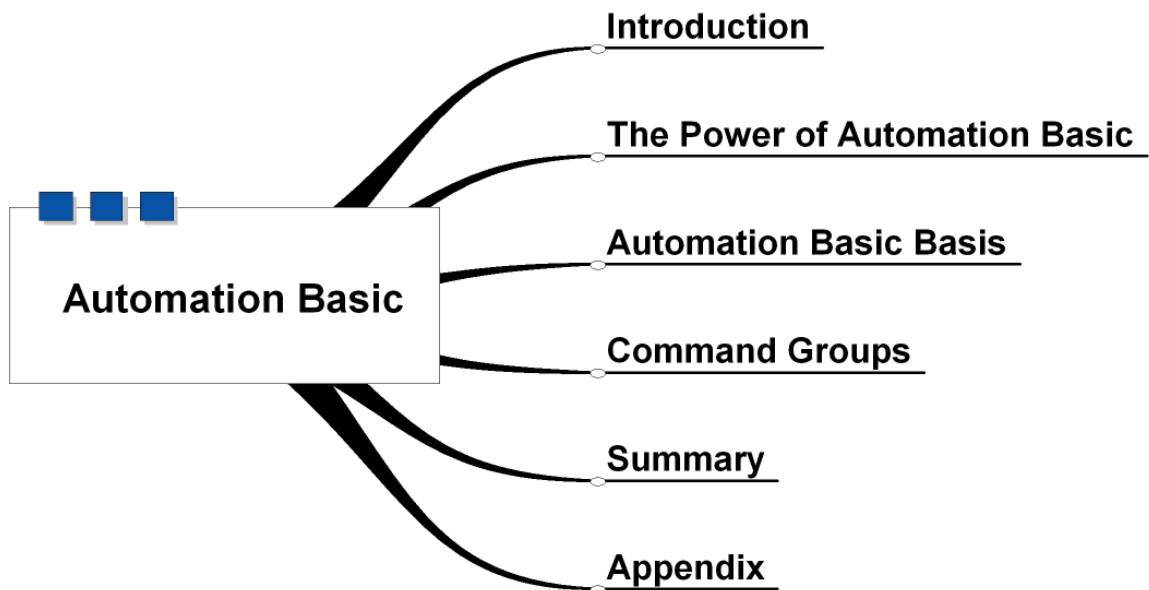 Introduction
The Power of Automation Basic
Automation Basic Basis
Automation Basic
Command Groups
Summary
Appendix